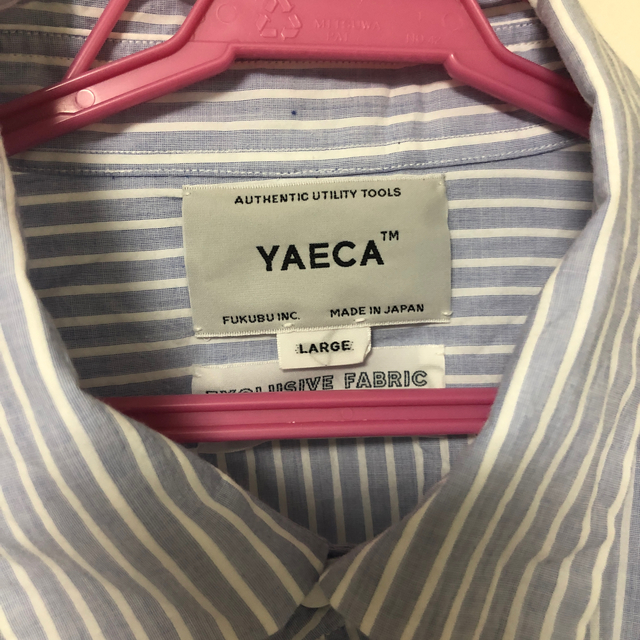 AUTHENTIC UTILITY TOOLS
YAECA™
FUKUBU INC. MADE IN JAPAN
LARGE
EXCLUSIVE FABRIC